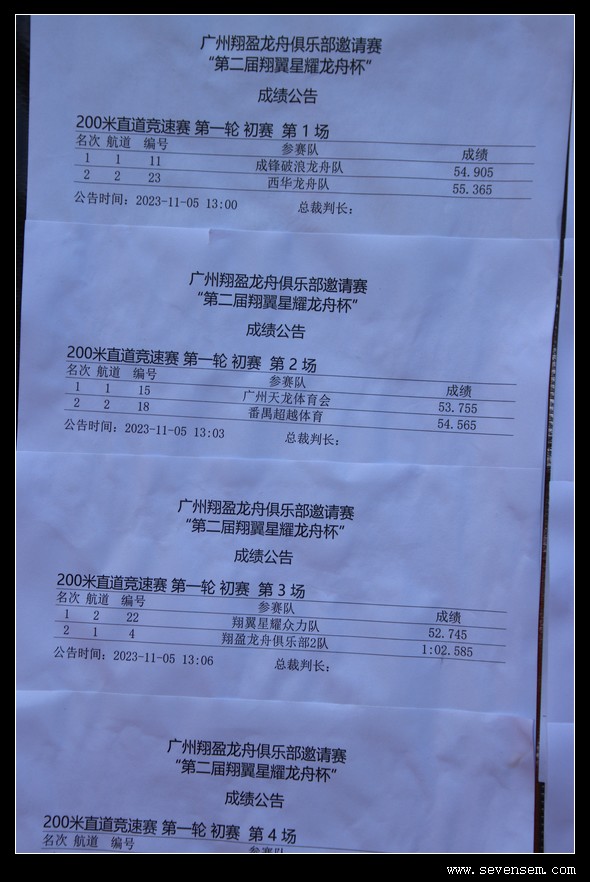 广州翔盈龙舟俱乐部邀请赛
“第二届翔翼星耀龙舟杯”
成绩公告
200米直道竞速赛 第一轮 初赛 第 1 场
名次 航道 编号 参赛队 成绩
1 1 11 成锋破浪龙舟队 54.905
2 2 23 西华龙舟队 55.365
公告时间: 2023-11-05 13:00 总裁判长:
广州翔盈龙舟俱乐部邀请赛
“第二届翔翼星耀龙舟杯”
成绩公告
200米直道竞速赛 第一轮 初赛 第 2 场
名次 航道 编号 参赛队 成绩
1 1 15 广州天龙体育会 53.755
2 2 18 番禺超越体育 54.565
公告时间: 2023-11-05 13:03 总裁判长:
广州翔盈龙舟俱乐部邀请赛
“第二届翔翼星耀龙舟杯”
成绩公告
200米直道竞速赛 第一轮 初赛 第 3 场
名次 航道 编号 参赛队 成绩
1 2 22 翔翼星耀众力队 52.745
2 1 4 翔盈龙舟俱乐部2队 1:02.585
公告时间: 2023-11-05 13:06 总裁判长:
广州翔盈龙舟俱乐部邀请赛
“第二届翔翼星耀龙舟杯”
成绩公告
200米直道竞速赛 第一轮 初赛 第 4 场
名次 航道 编号 参赛队
www.sevensem.com